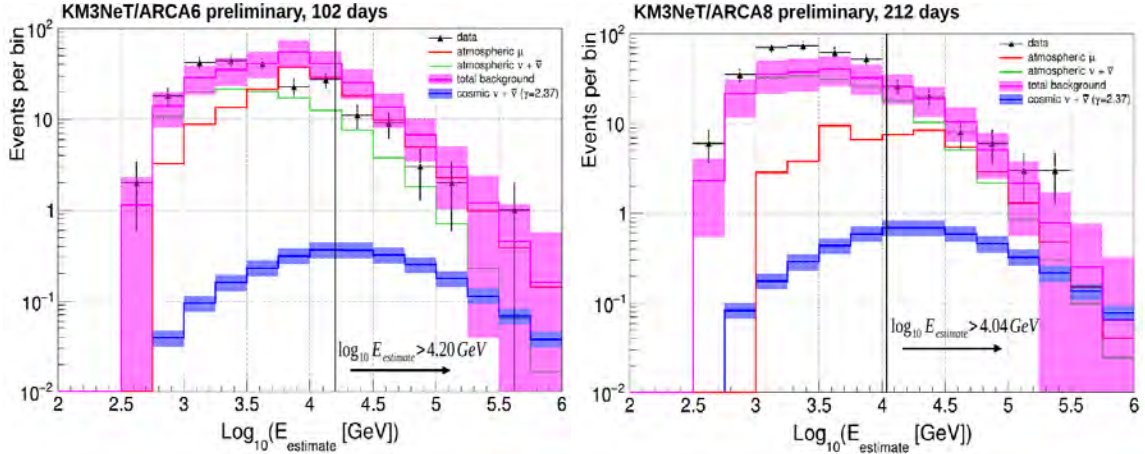 KM3NeT/ARCA6 preliminary, 102 days
Events per bin
10^2
10
1
10^-1
10^-2
data
atmospheric μ
atmospheric ν + ν̄
total background
cosmic ν + ν̄ (γ=2.37)
log10 E_estimate > 4.20 GeV
2 2.5 3 3.5 4 4.5 5 5.5 6
Log10(E_estimate [GeV])
KM3NeT/ARCA8 preliminary, 212 days
Events per bin
10^2
10
1
10^-1
10^-2
data
atmospheric μ
atmospheric ν + ν̄
total background
cosmic ν + ν̄ (γ=2.37)
log10 E_estimate > 4.04 GeV
2 2.5 3 3.5 4 4.5 5 5.5 6
Log10(E_estimate [GeV])